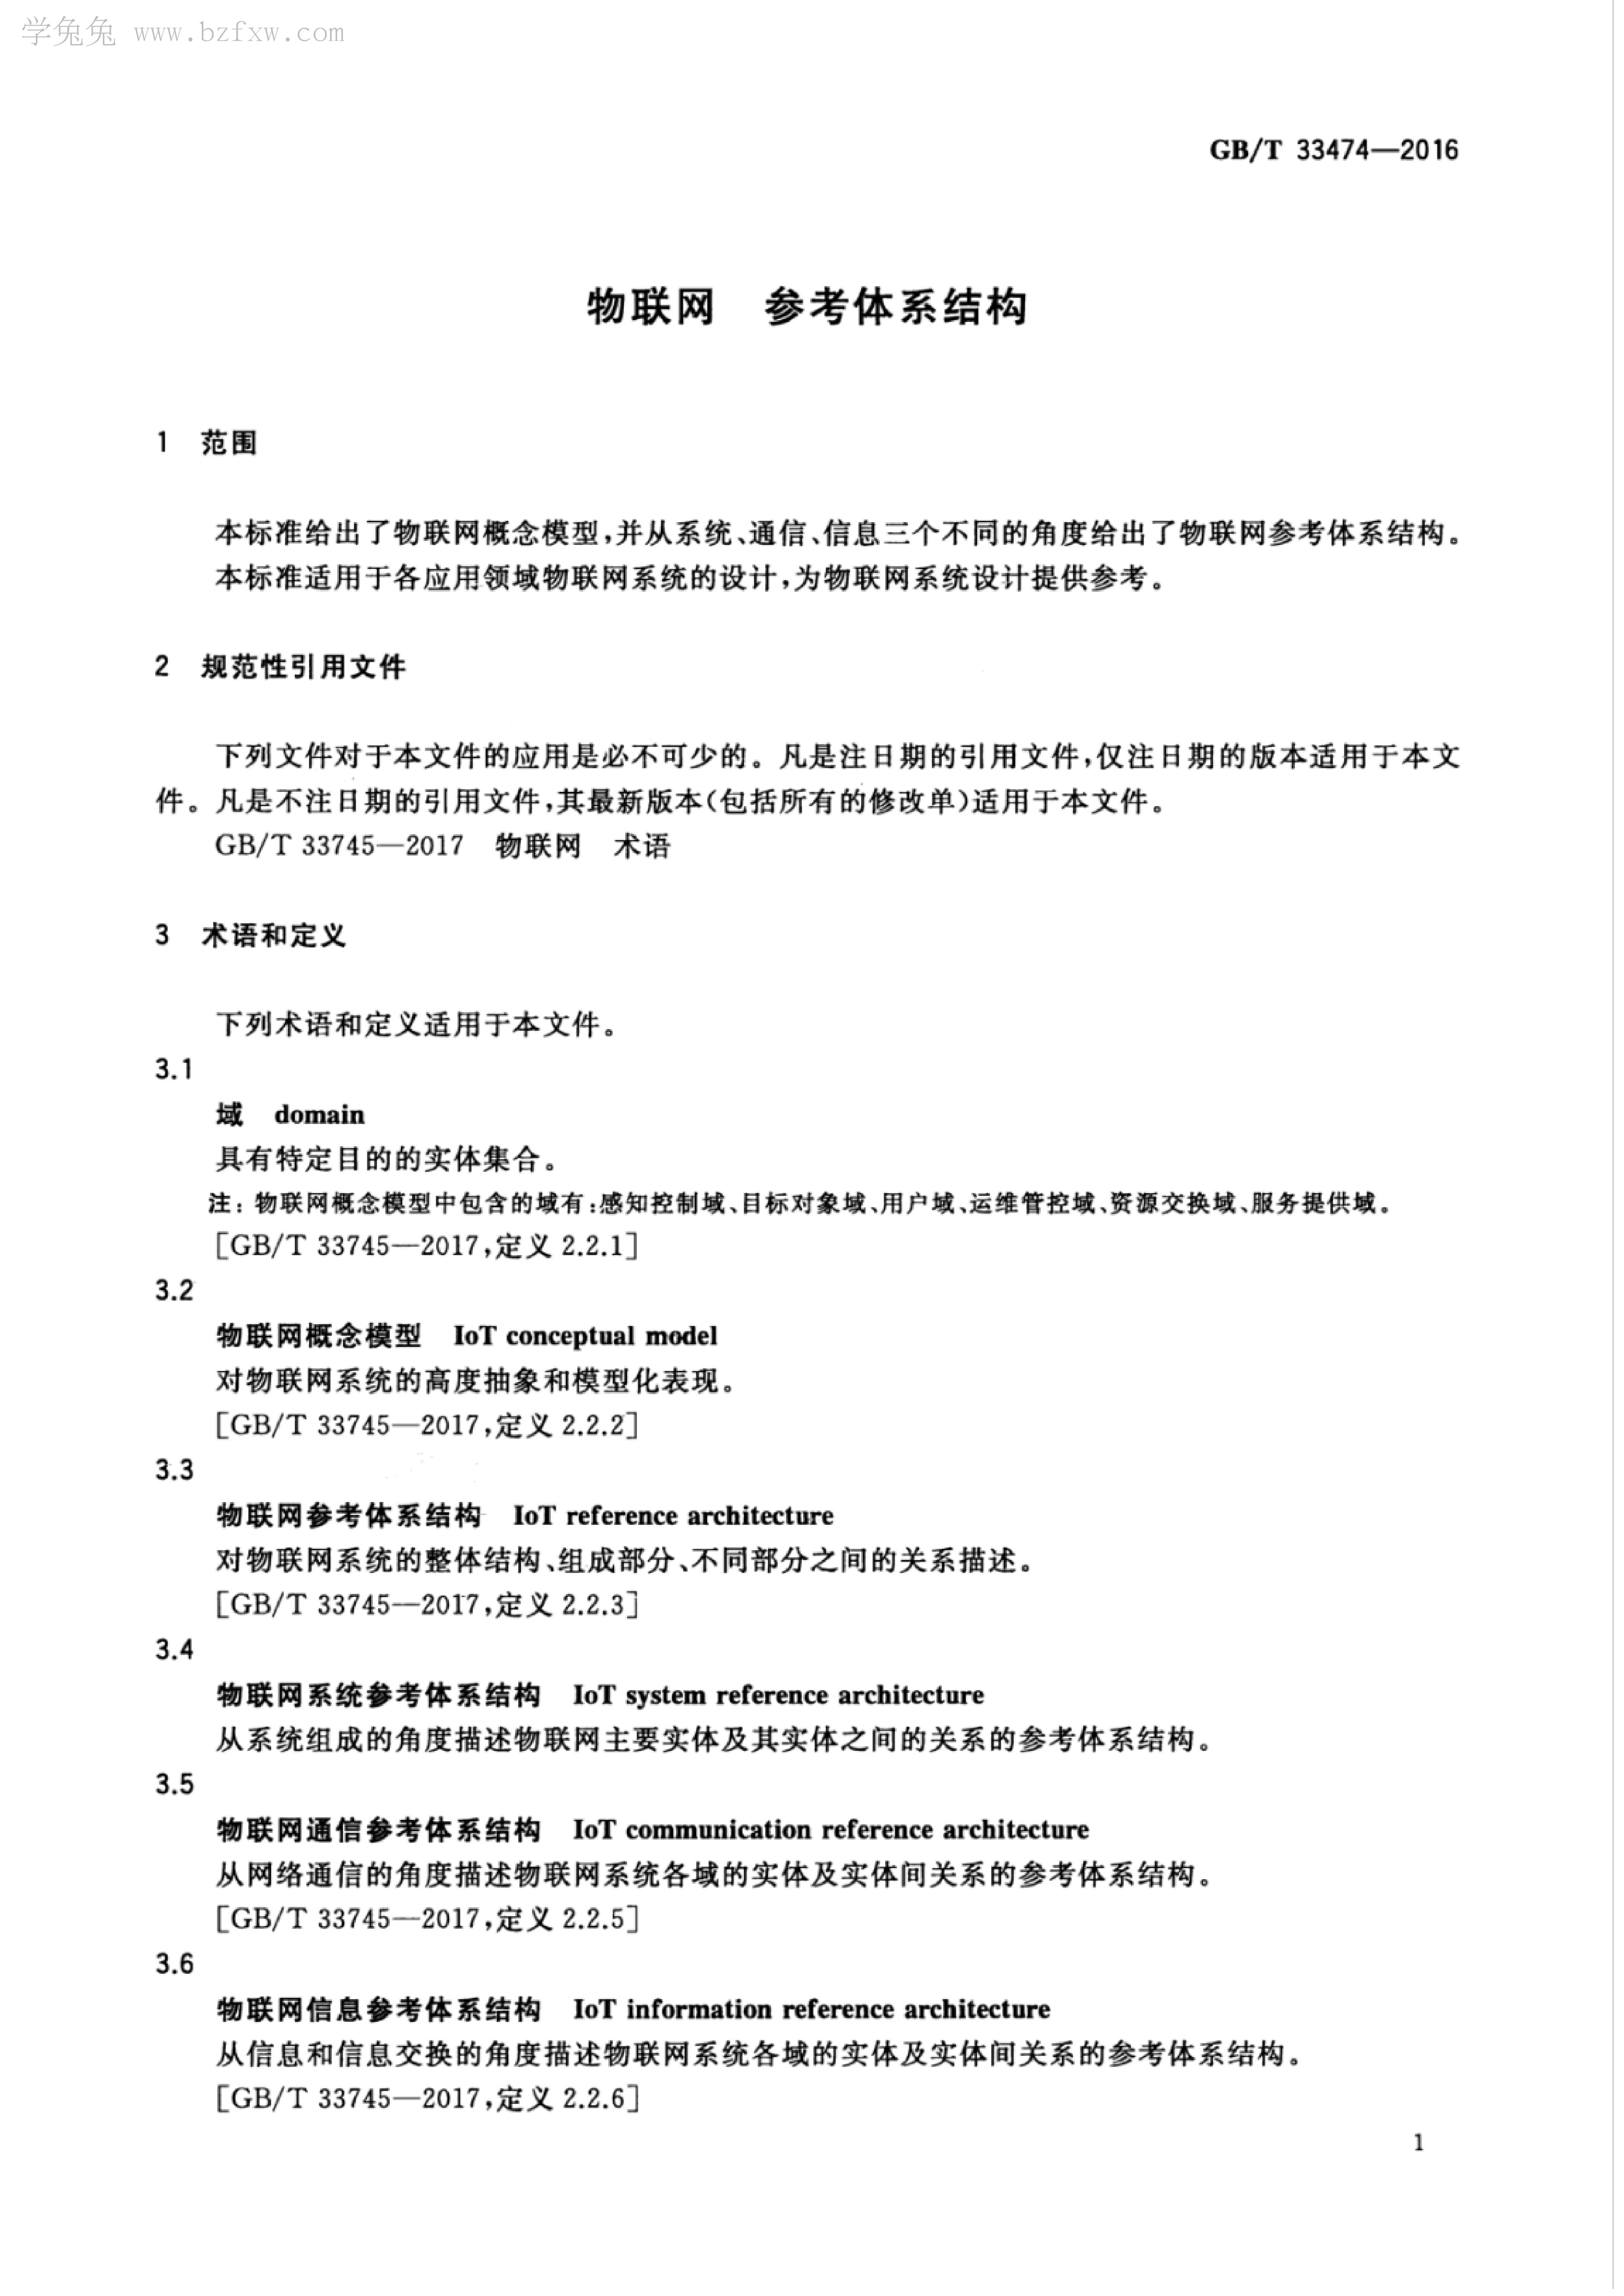 学兔兔 www.bzfxw.com
GB/T 33474—2016
物联网　参考体系结构
1　范围
本标准给出了物联网概念模型,并从系统、通信、信息三个不同的角度给出了物联网参考体系结构。
本标准适用于各应用领域物联网系统的设计,为物联网系统设计提供参考。
2　规范性引用文件
下列文件对于本文件的应用是必不可少的。凡是注日期的引用文件,仅注日期的版本适用于本文
件。凡是不注日期的引用文件,其最新版本(包括所有的修改单)适用于本文件。
GB/T 33745—2017　物联网　术语
3　术语和定义
下列术语和定义适用于本文件。
3.1
域　domain
具有特定目的的实体集合。
注：物联网概念模型中包含的域有:感知控制域、目标对象域、用户域、运维管控域、资源交换域、服务提供域。
[GB/T 33745—2017,定义 2.2.1]
3.2
物联网概念模型　IoT conceptual model
对物联网系统的高度抽象和模型化表现。
[GB/T 33745—2017,定义 2.2.2]
3.3
物联网参考体系结构　IoT reference architecture
对物联网系统的整体结构、组成部分、不同部分之间的关系描述。
[GB/T 33745—2017,定义 2.2.3]
3.4
物联网系统参考体系结构　IoT system reference architecture
从系统组成的角度描述物联网主要实体及其实体之间的关系的参考体系结构。
3.5
物联网通信参考体系结构　IoT communication reference architecture
从网络通信的角度描述物联网系统各域的实体及实体间关系的参考体系结构。
[GB/T 33745—2017,定义 2.2.5]
3.6
物联网信息参考体系结构　IoT information reference architecture
从信息和信息交换的角度描述物联网系统各域的实体及实体间关系的参考体系结构。
[GB/T 33745—2017,定义 2.2.6]
1